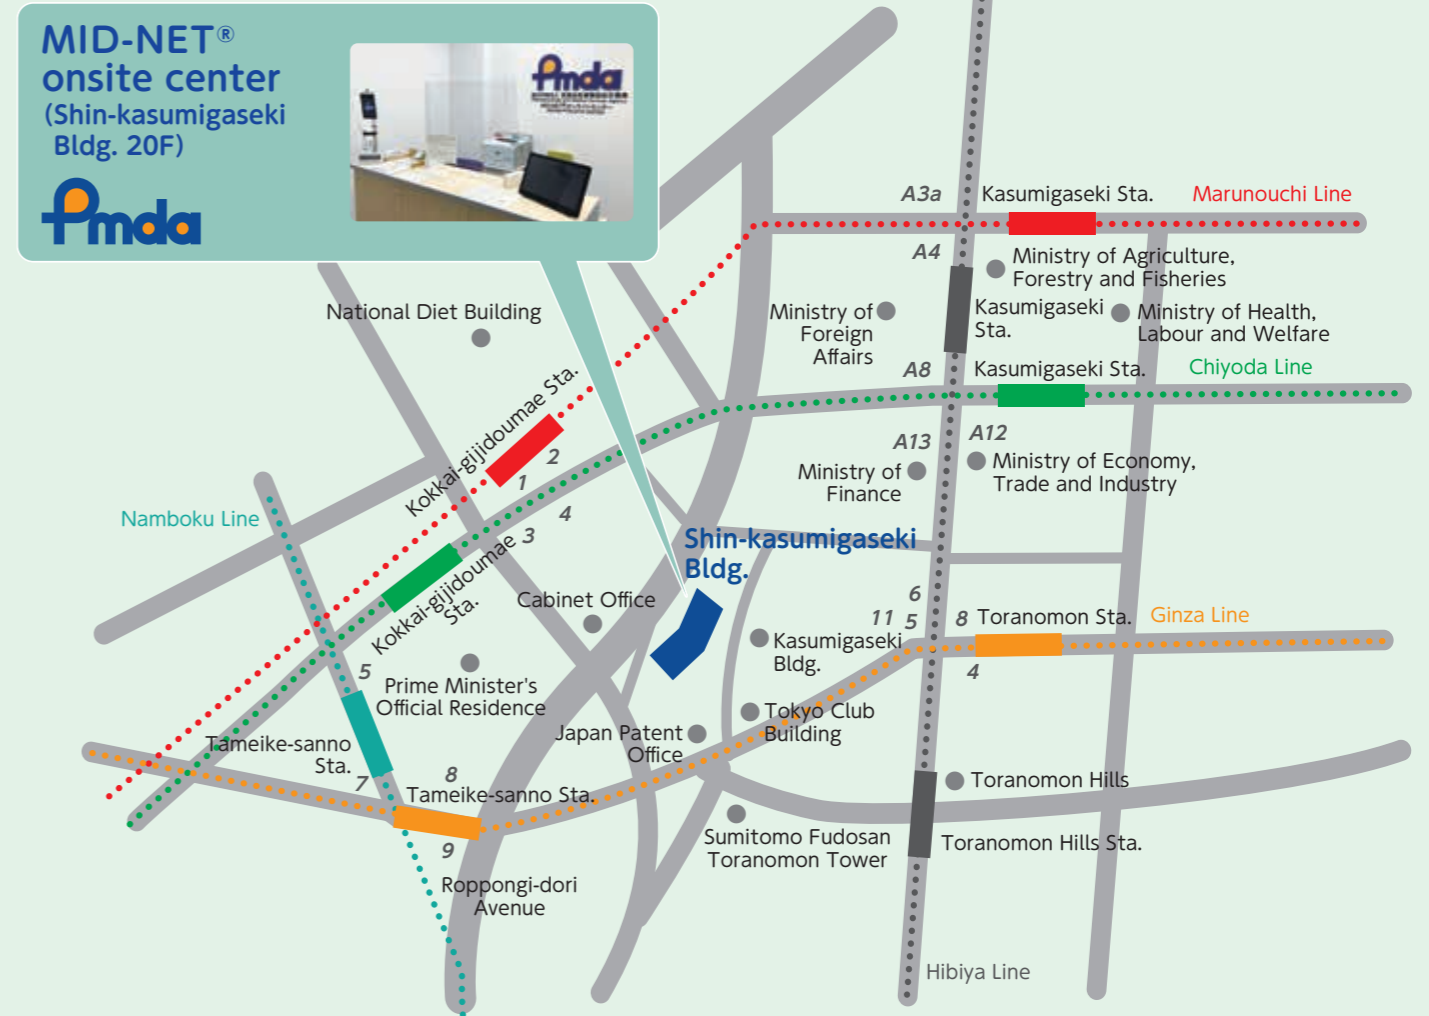 MID-NET®
onsite center
(Shin-kasumigaseki
Bldg. 20F)
Pmda
Pmda
A3a
Kasumigaseki Sta.
Marunouchi Line
A4
Ministry of Agriculture,
Forestry and Fisheries
National Diet Building
Ministry of
Foreign
Affairs
Kasumigaseki
Sta.
Ministry of Health,
Labour and Welfare
A8
Kasumigaseki Sta.
Chiyoda Line
Kokkai-gijidoumae Sta.
2
1
A13
A12
Ministry of
Finance
Ministry of Economy,
Trade and Industry
Namboku Line
4
3
Kokkai-gijidoumae
Sta.
Shin-kasumigaseki
Bldg.
Cabinet Office
6
11
5
8
Toranomon Sta.
Ginza Line
4
Kasumigaseki
Bldg.
5
Prime Minister's
Official Residence
Tokyo Club
Building
Japan Patent
Office
Tameike-sanno
Sta.
7
8
Tameike-sanno Sta.
9
Toranomon Hills
Sumitomo Fudosan
Toranomon Tower
Toranomon Hills Sta.
Roppongi-dori
Avenue
Hibiya Line